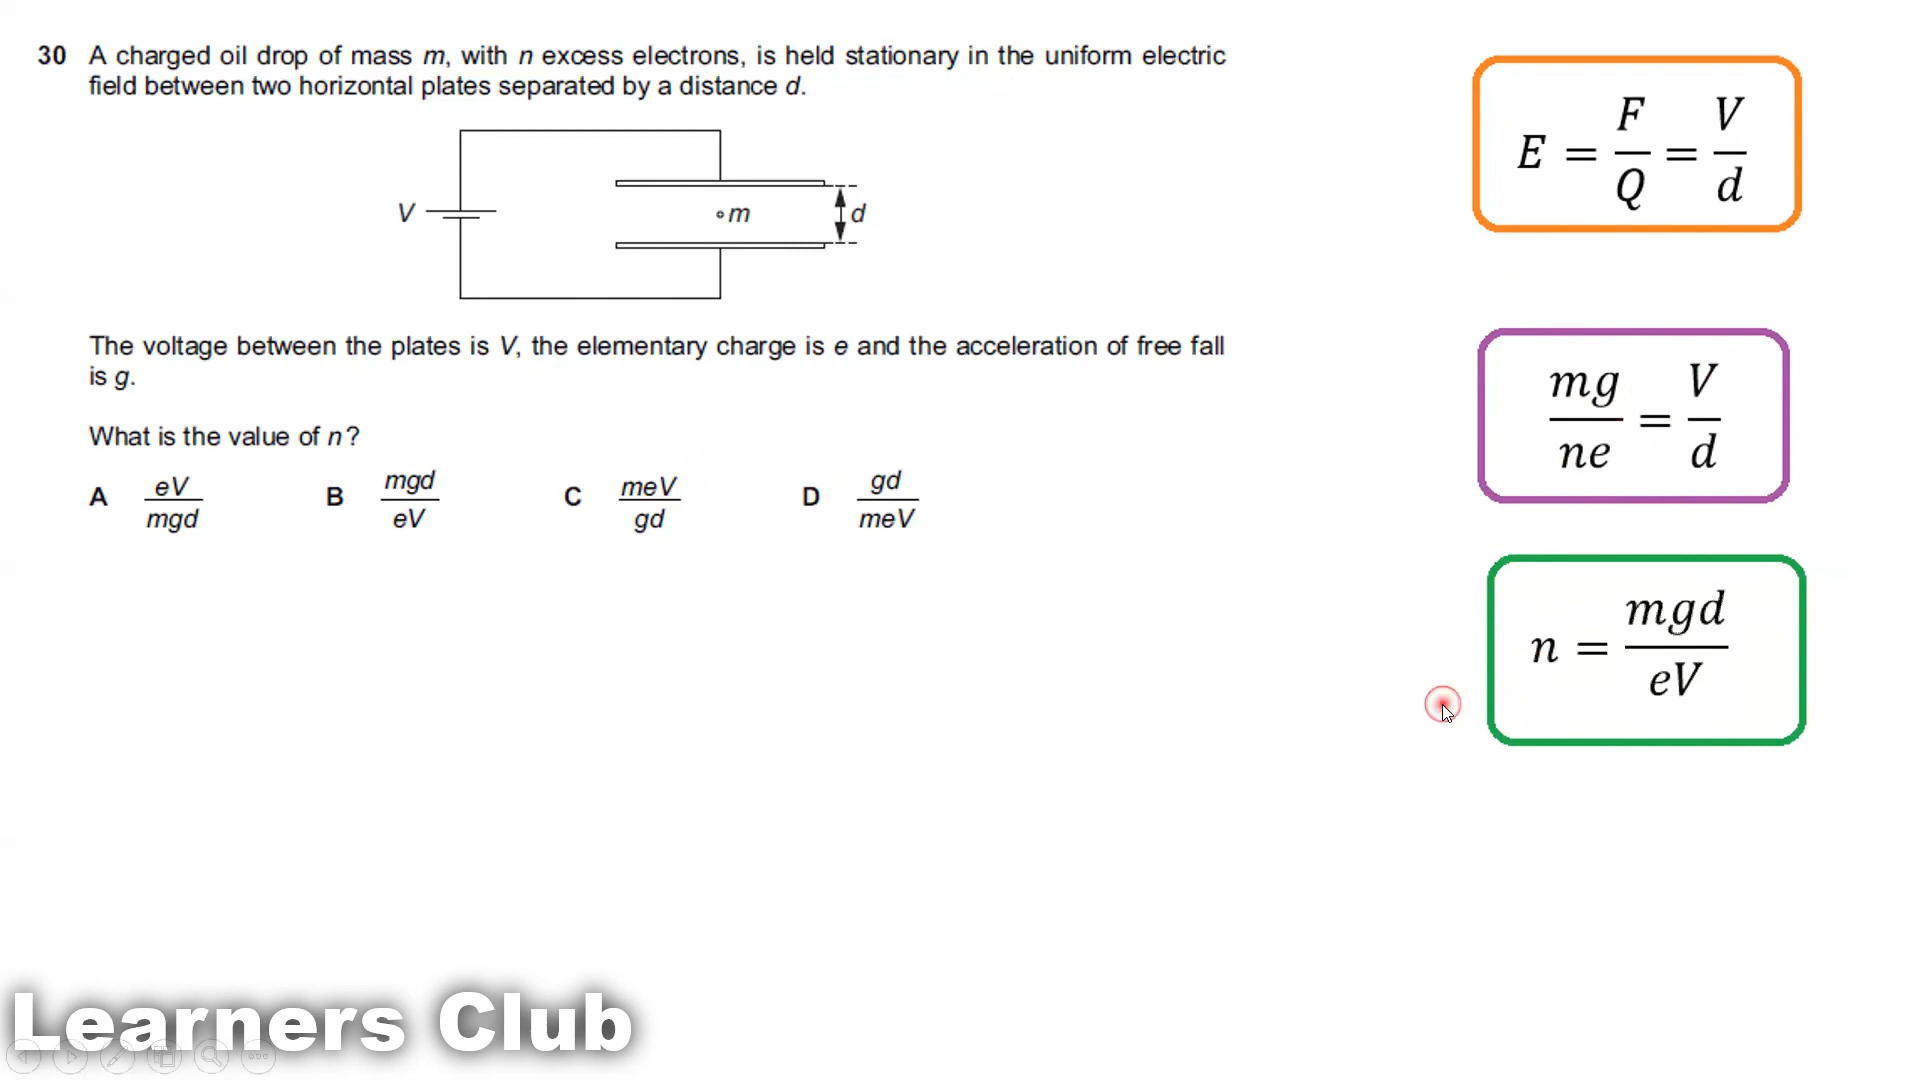 30 A charged oil drop of mass m, with n excess electrons, is held stationary in the uniform electric
field between two horizontal plates separated by a distance d.
V
m
d
The voltage between the plates is V, the elementary charge is e and the acceleration of free fall
is g.
What is the value of n?
A eV/mgd B mgd/eV C meV/gd D gd/meV
E = F/Q = V/d
mg/ne = V/d
n = mgd/eV
Learners Club